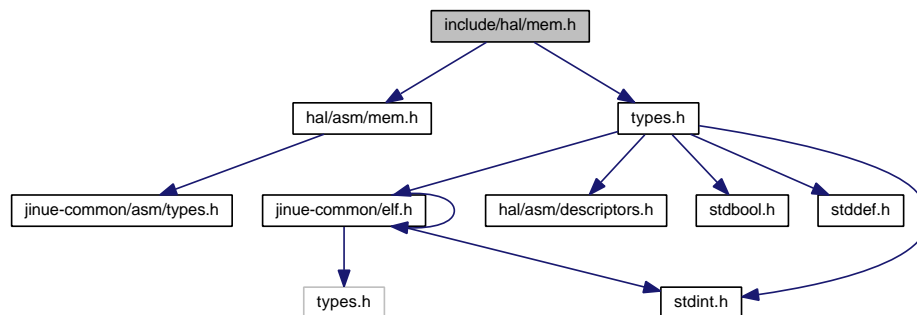 include/hal/mem.h
hal/asm/mem.h
types.h
jinue-common/asm/types.h
jinue-common/elf.h
hal/asm/descriptors.h
stdbool.h
stddef.h
types.h
stdint.h